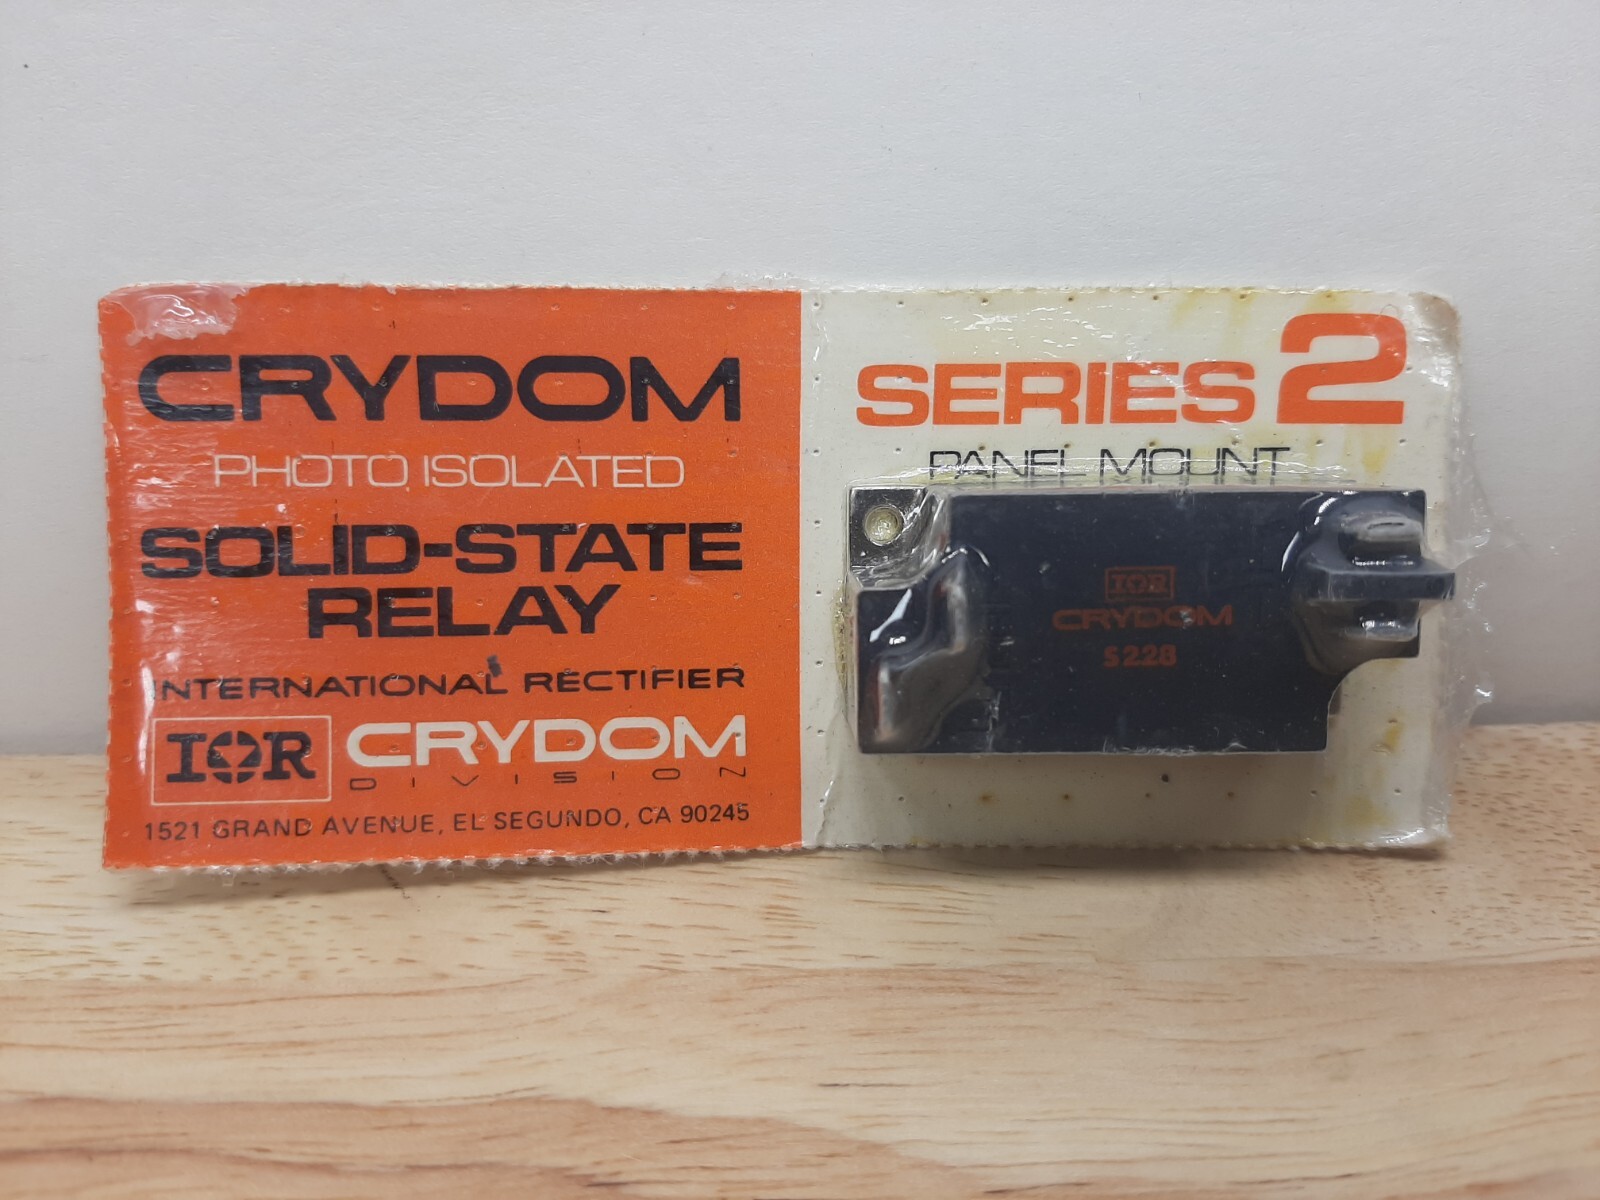 CRYDOM
PHOTO ISOLATED
SOLID-STATE
RELAY
INTERNATIONAL RECTIFIER
IOR CRYDOM
DIVISION
1521 GRAND AVENUE, EL SEGUNDO, CA 90245
SERIES 2
PANEL MOUNT
IOR
CRYDOM
S228